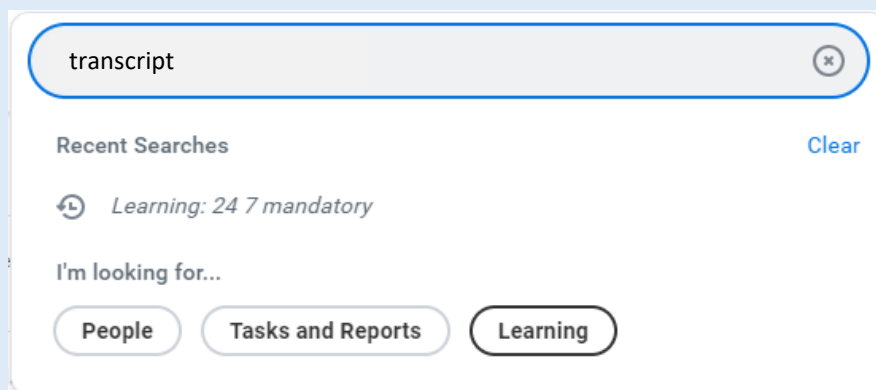 transcript
Recent Searches Clear
Learning: 24 7 mandatory
I'm looking for...
People Tasks and Reports Learning